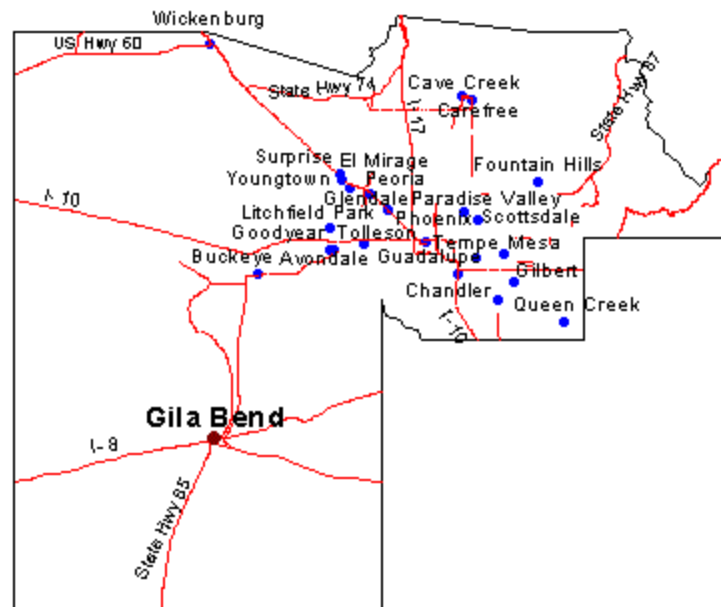 Wickenburg
US Hwy 60
State Hwy 74
Cave Creek
State Hwy 87
Carefree
I-17
Surprise
El Mirage
Fountain Hills
Youngtown
Peoria
I-10
Glendale
Paradise Valley
Litchfield Park
Phoenix
Scottsdale
Goodyear
Tolleson
Tempe
Mesa
Buckeye
Avondale
Guadalupe
Gilbert
Chandler
Queen Creek
I-10
Gila Bend
I-8
State Hwy 85